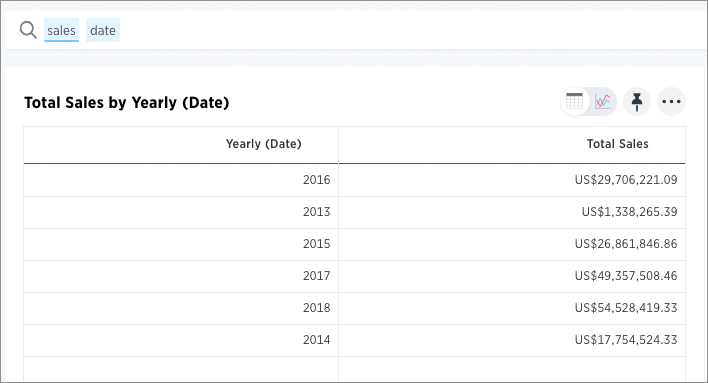 sales date
Total Sales by Yearly (Date)
Yearly (Date) Total Sales
2016 US$29,706,221.09
2013 US$1,338,265.39
2015 US$26,861,846.86
2017 US$49,357,508.46
2018 US$54,528,419.33
2014 US$17,754,524.33